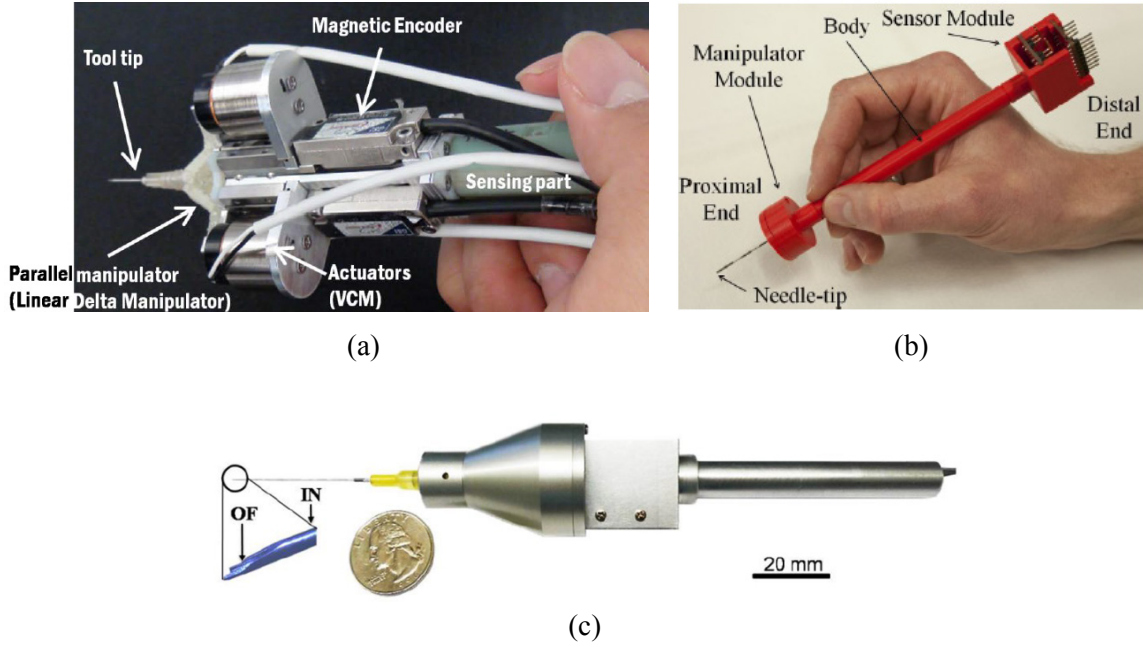 Magnetic Encoder
Tool tip
Sensing part
Parallel manipulator
(Linear Delta Manipulator)
Actuators
(VCM)
(a)
Sensor Module
Body
Manipulator
Module
Distal
End
Proximal
End
Needle-tip
(b)
IN
OF
LIBERTY
20 mm
(c)